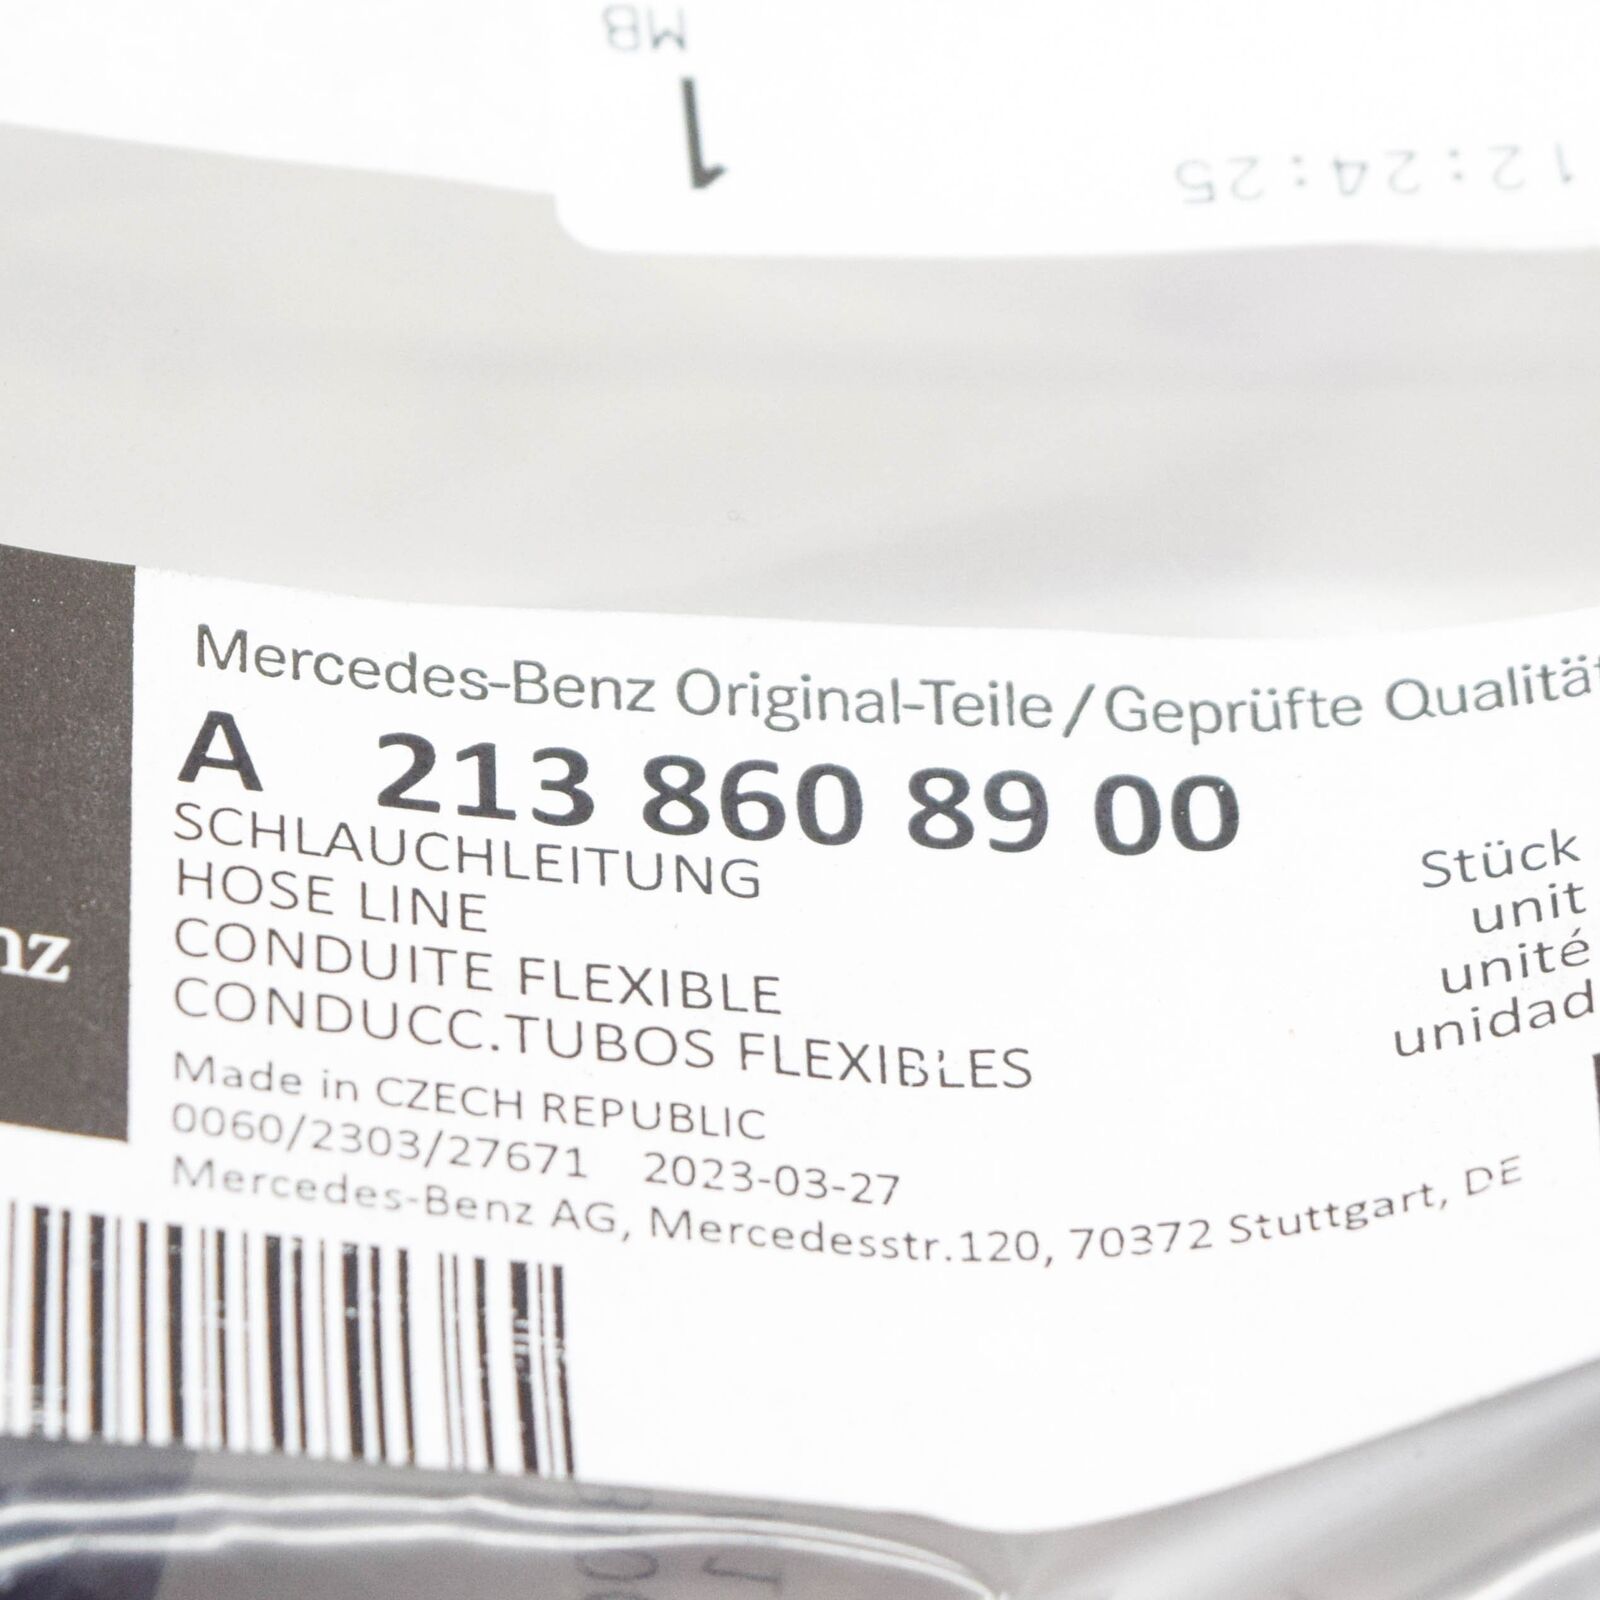 MB
1
12:24:25
Mercedes-Benz Original-Teile/Geprüfte Qualität
A 213 860 89 00
SCHLAUCHLEITUNG
HOSE LINE
CONDUITE FLEXIBLE
CONDUCC.TUBOS FLEXIBLES
Stück
unit
unité
unidad
nz
Made in CZECH REPUBLIC
0060/2303/27671 2023-03-27
Mercedes-Benz AG, Mercedesstr.120, 70372 Stuttgart, DE